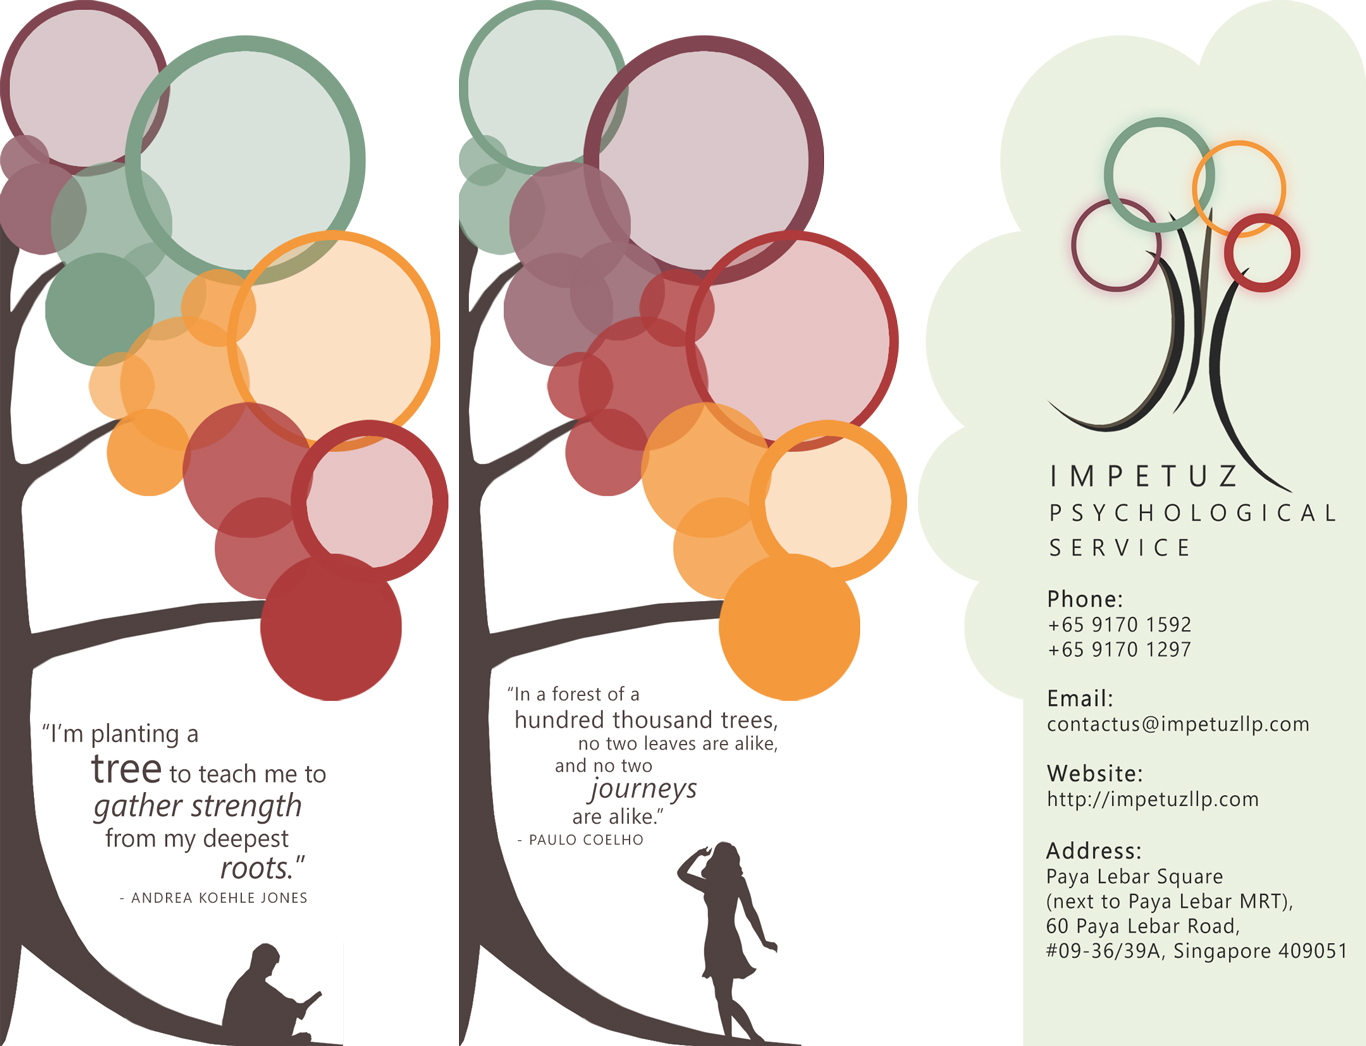 “I’m planting a
tree to teach me to
gather strength
from my deepest
roots.”
- ANDREA KOEHLE JONES
“In a forest of a
hundred thousand trees,
no two leaves are alike,
and no two
journeys
are alike.”
- PAULO COELHO
IMPETUZ
PSYCHOLOGICAL
SERVICE
Phone:
+65 9170 1592
+65 9170 1297
Email:
contactus@impetuzllp.com
Website:
http://impetuzllp.com
Address:
Paya Lebar Square
(next to Paya Lebar MRT),
60 Paya Lebar Road,
#09-36/39A, Singapore 409051